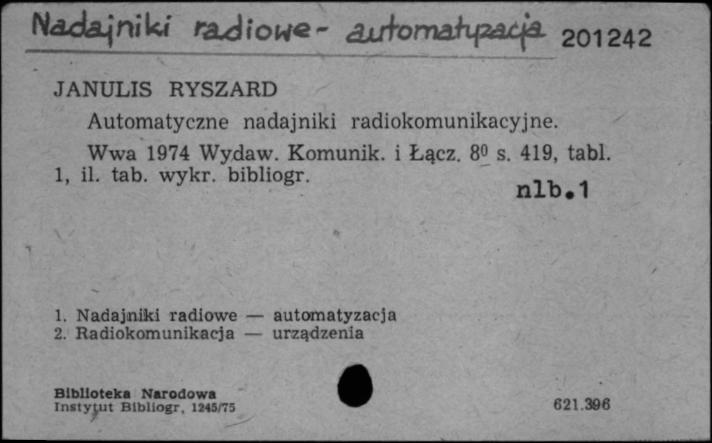 Nadajniki radiowe - automatyzacja 201242
JANULIS RYSZARD
Automatyczne nadajniki radiokomunikacyjne.
Wwa 1974 Wydaw. Komunik. i Łącz. 8º s. 419, tabl.
1, il. tab. wykr. bibliogr.
nlb.1
1. Nadajniki radiowe — automatyzacja
2. Radiokomunikacja — urządzenia
Biblioteka Narodowa
Instytut Bibliogr, 1245/75
621.396